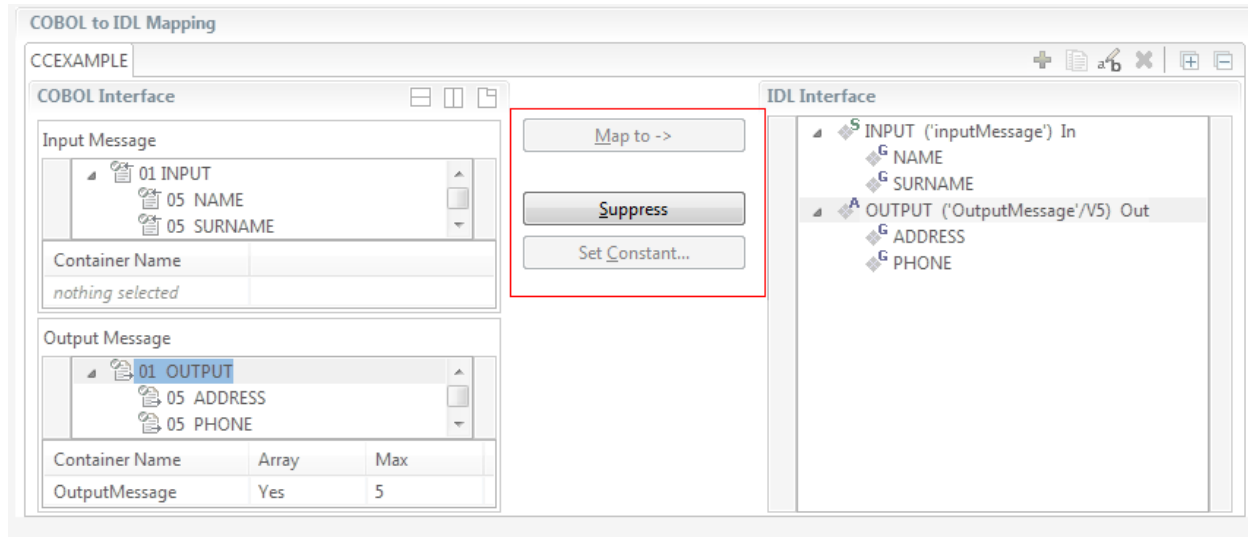 COBOL to IDL Mapping
CCEXAMPLE
COBOL Interface
Input Message
01 INPUT
05 NAME
05 SURNAME
Container Name
nothing selected
Output Message
01 OUTPUT
05 ADDRESS
05 PHONE
Container Name Array Max
OutputMessage Yes 5
Map to ->
Suppress
Set Constant...
IDL Interface
S INPUT ('inputMessage') In
G NAME
G SURNAME
A OUTPUT ('OutputMessage'/V5) Out
G ADDRESS
G PHONE